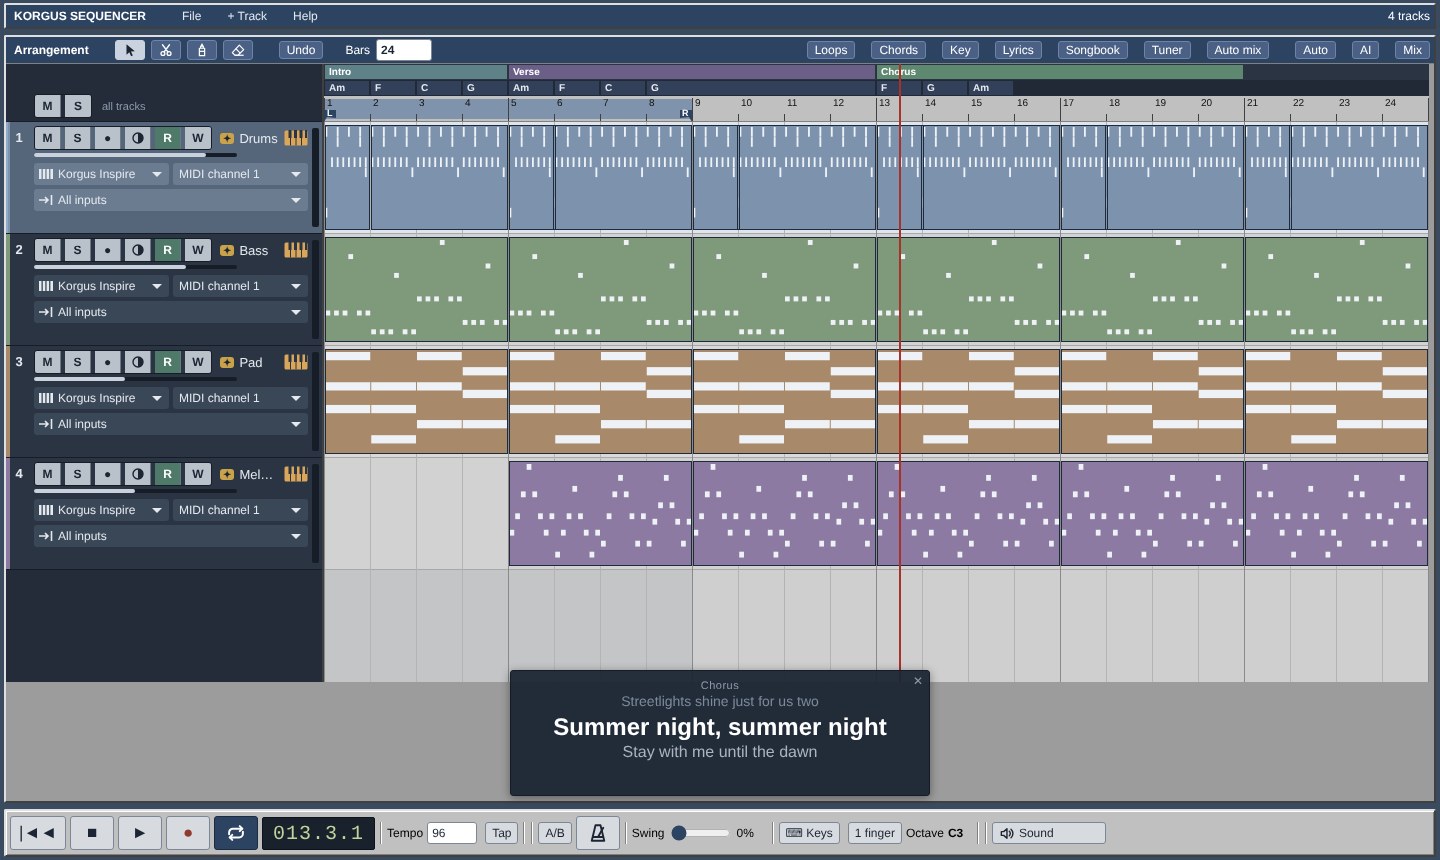 KORGUS SEQUENCER File + Track Help 4 tracks
Arrangement Undo Bars 24 Loops Chords Key Lyrics Songbook Tuner Auto mix Auto AI Mix
Intro Verse Chorus
Am F C G Am F C G F G Am
M S all tracks
1 2 3 4 5 6 7 8 9 10 11 12 13 14 15 16 17 18 19 20 21 22 23 24
L R
1 M S R W Drums
Korgus Inspire MIDI channel 1
All inputs
2 M S R W Bass
Korgus Inspire MIDI channel 1
All inputs
3 M S R W Pad
Korgus Inspire MIDI channel 1
All inputs
4 M S R W Mel…
Korgus Inspire MIDI channel 1
All inputs
Chorus
Streetlights shine just for us two
Summer night, summer night
Stay with me until the dawn
013.3.1 Tempo 96 Tap A/B Swing 0% Keys 1 finger Octave C3 Sound